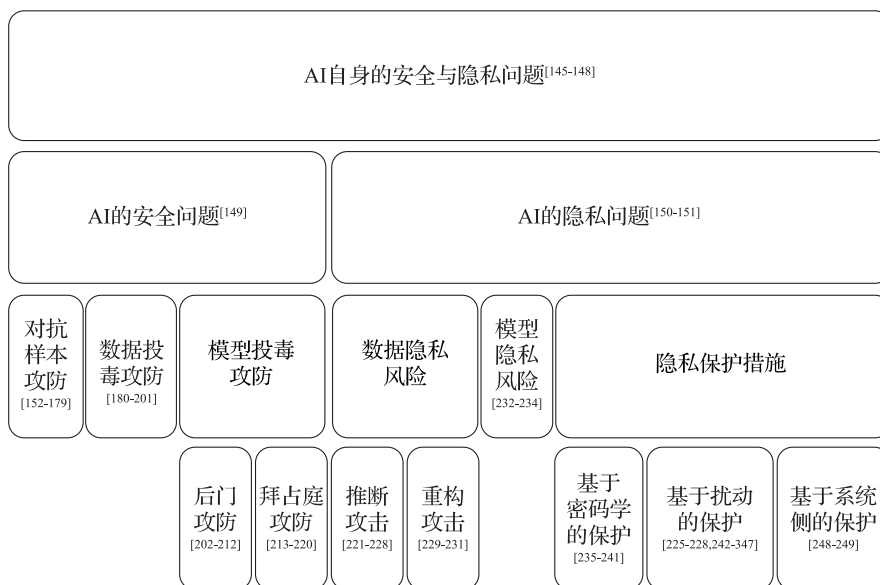 AI自身的安全与隐私问题[145-148]
AI的安全问题[149]
AI的隐私问题[150-151]
对抗
样本
攻防
[152-179]
数据投
毒攻防
[180-201]
模型投毒
攻防
数据隐私
风险
模型
隐私
风险
[232-234]
隐私保护措施
后门
攻防
[202-212]
拜占庭
攻防
[213-220]
推断
攻击
[221-228]
重构
攻击
[229-231]
基于
密码学
的保护
[235-241]
基于扰动
的保护
[225-228,242-347]
基于系统
侧的保护
[248-249]